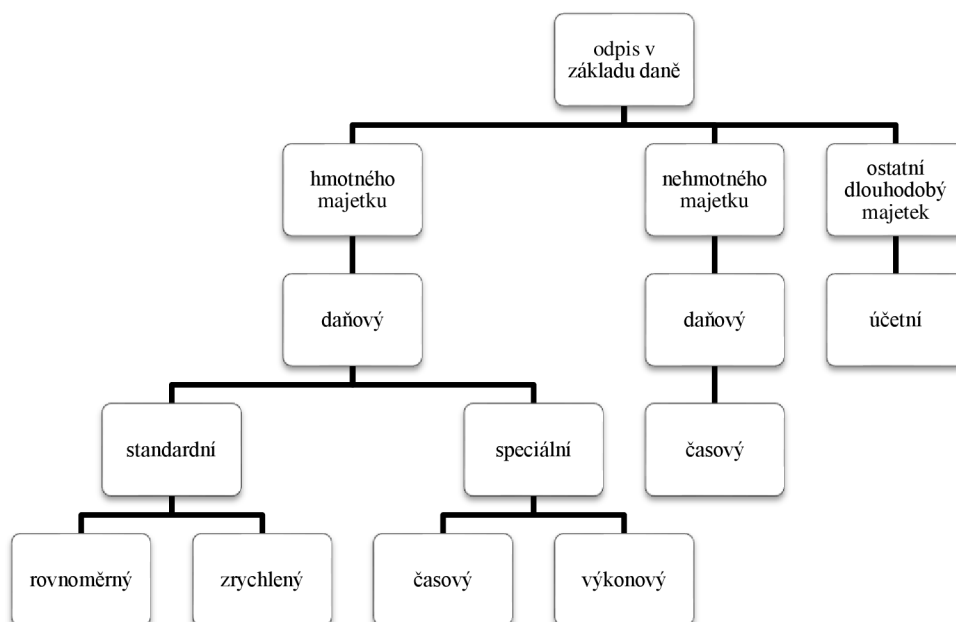 odpis v
základu daně
hmotného
majetku
nehmotného
majetku
ostatní
dlouhodobý
majetek
daňový
daňový
účetní
standardní
speciální
časový
rovnoměrný
zrychlený
časový
výkonový